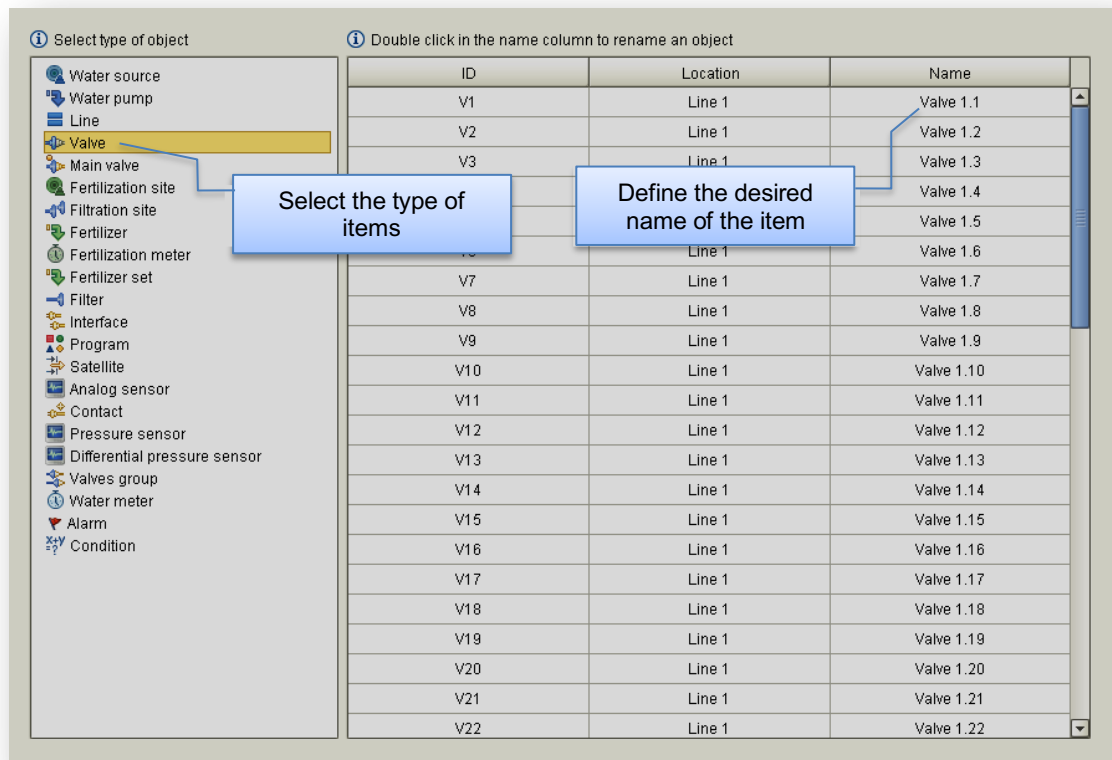 Select type of object
Double click in the name column to rename an object
Water source
Water pump
Line
Valve
Main valve
Fertilization site
Filtration site
Fertilizer
Fertilization meter
Fertilizer set
Filter
Interface
Program
Satellite
Analog sensor
Contact
Pressure sensor
Differential pressure sensor
Valves group
Water meter
Alarm
Condition
Select the type of
items
Define the desired
name of the item
ID Location Name
V1 Line 1 Valve 1.1
V2 Line 1 Valve 1.2
V3 Line 1 Valve 1.3
Valve 1.4
Valve 1.5
Line 1 Valve 1.6
V7 Line 1 Valve 1.7
V8 Line 1 Valve 1.8
V9 Line 1 Valve 1.9
V10 Line 1 Valve 1.10
V11 Line 1 Valve 1.11
V12 Line 1 Valve 1.12
V13 Line 1 Valve 1.13
V14 Line 1 Valve 1.14
V15 Line 1 Valve 1.15
V16 Line 1 Valve 1.16
V17 Line 1 Valve 1.17
V18 Line 1 Valve 1.18
V19 Line 1 Valve 1.19
V20 Line 1 Valve 1.20
V21 Line 1 Valve 1.21
V22 Line 1 Valve 1.22